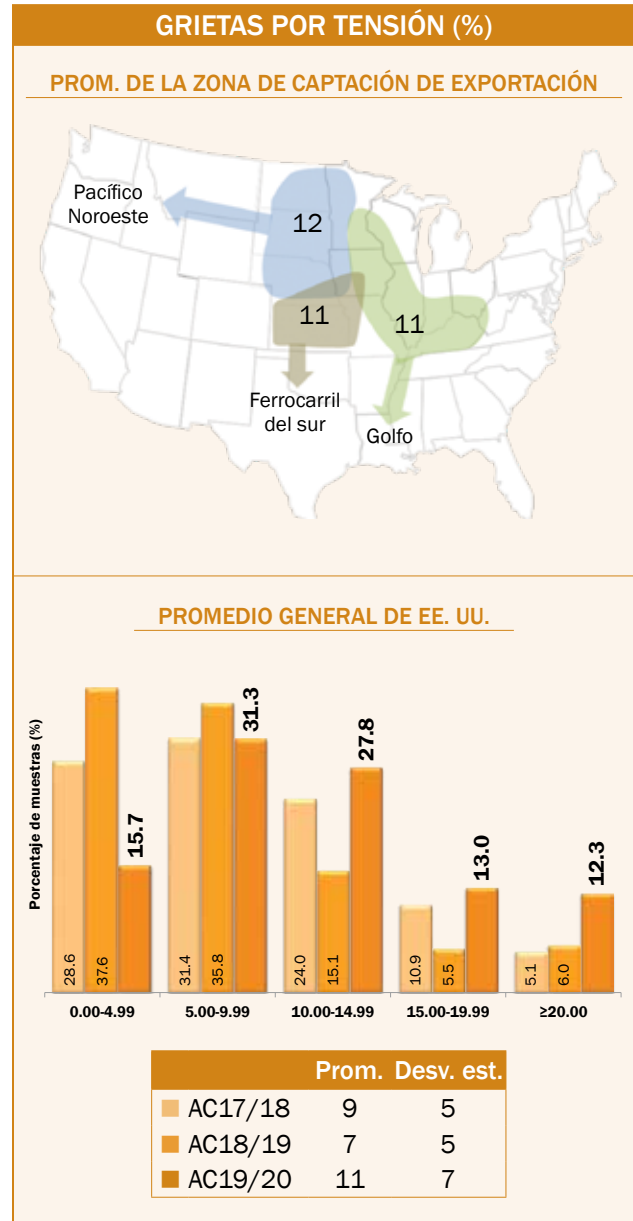 GRIETAS POR TENSIÓN (%)
PROM. DE LA ZONA DE CAPTACIÓN DE EXPORTACIÓN
Pacífico
Noroeste
12
11
11
Ferrocarril
del sur
Golfo
PROMEDIO GENERAL DE EE. UU.
Porcentaje de muestras (%)
28.6
37.6
15.7
31.4
35.8
31.3
24.0
15.1
27.8
10.9
5.5
13.0
5.1
6.0
12.3
0.00-4.99
5.00-9.99
10.00-14.99
15.00-19.99
≥20.00
Prom. Desv. est.
AC17/18 9 5
AC18/19 7 5
AC19/20 11 7